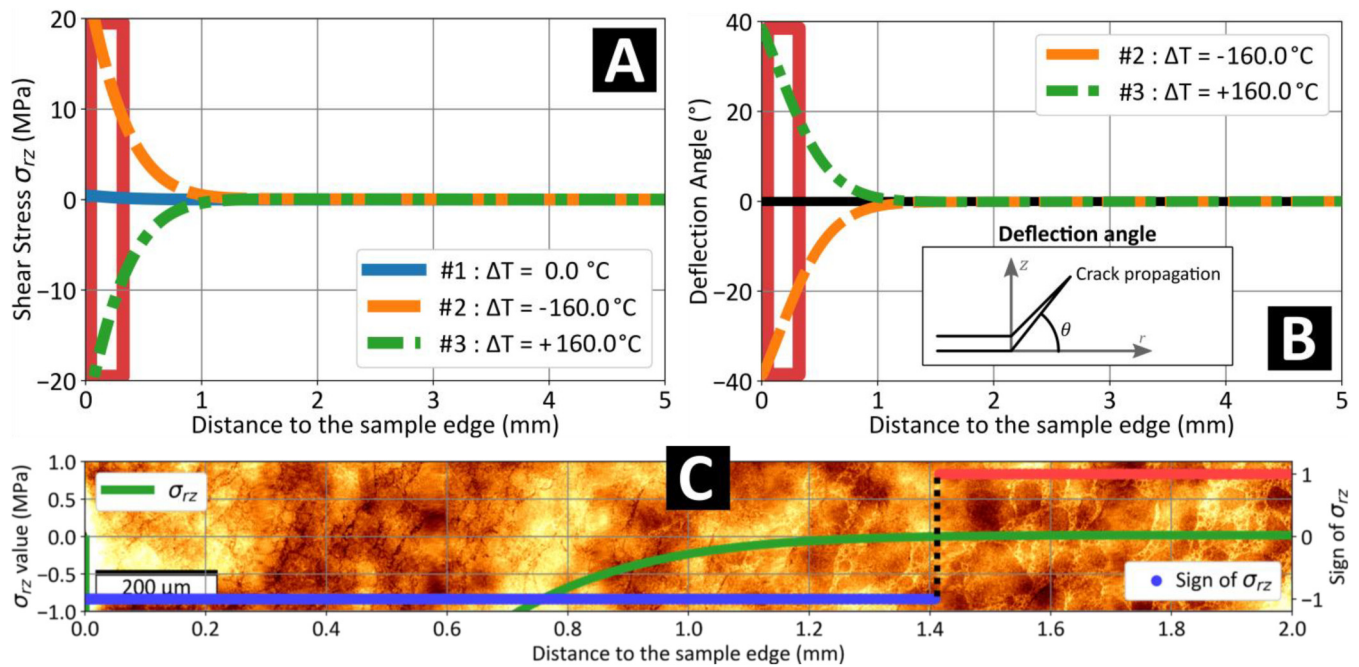 A
Shear Stress σrz (MPa)
20
10
0
−10
−20
#1 : ΔT = 0.0 °C
#2 : ΔT = -160.0°C
#3 : ΔT = +160.0°C
0 1 2 3 4 5
Distance to the sample edge (mm)
B
Deflection Angle (°)
40
20
0
−20
−40
#2 : ΔT = -160.0°C
#3 : ΔT = +160.0°C
Deflection angle
Z
Crack propagation
θ
r
0 1 2 3 4 5
Distance to the sample edge (mm)
C
σrz value (MPa)
1.0
0.5
0.0
−0.5
−1.0
σrz
200 µm
Sign of σrz
1
0
−1
Sign of σrz
0.0 0.2 0.4 0.6 0.8 1.0 1.2 1.4 1.6 1.8 2.0
Distance to the sample edge (mm)